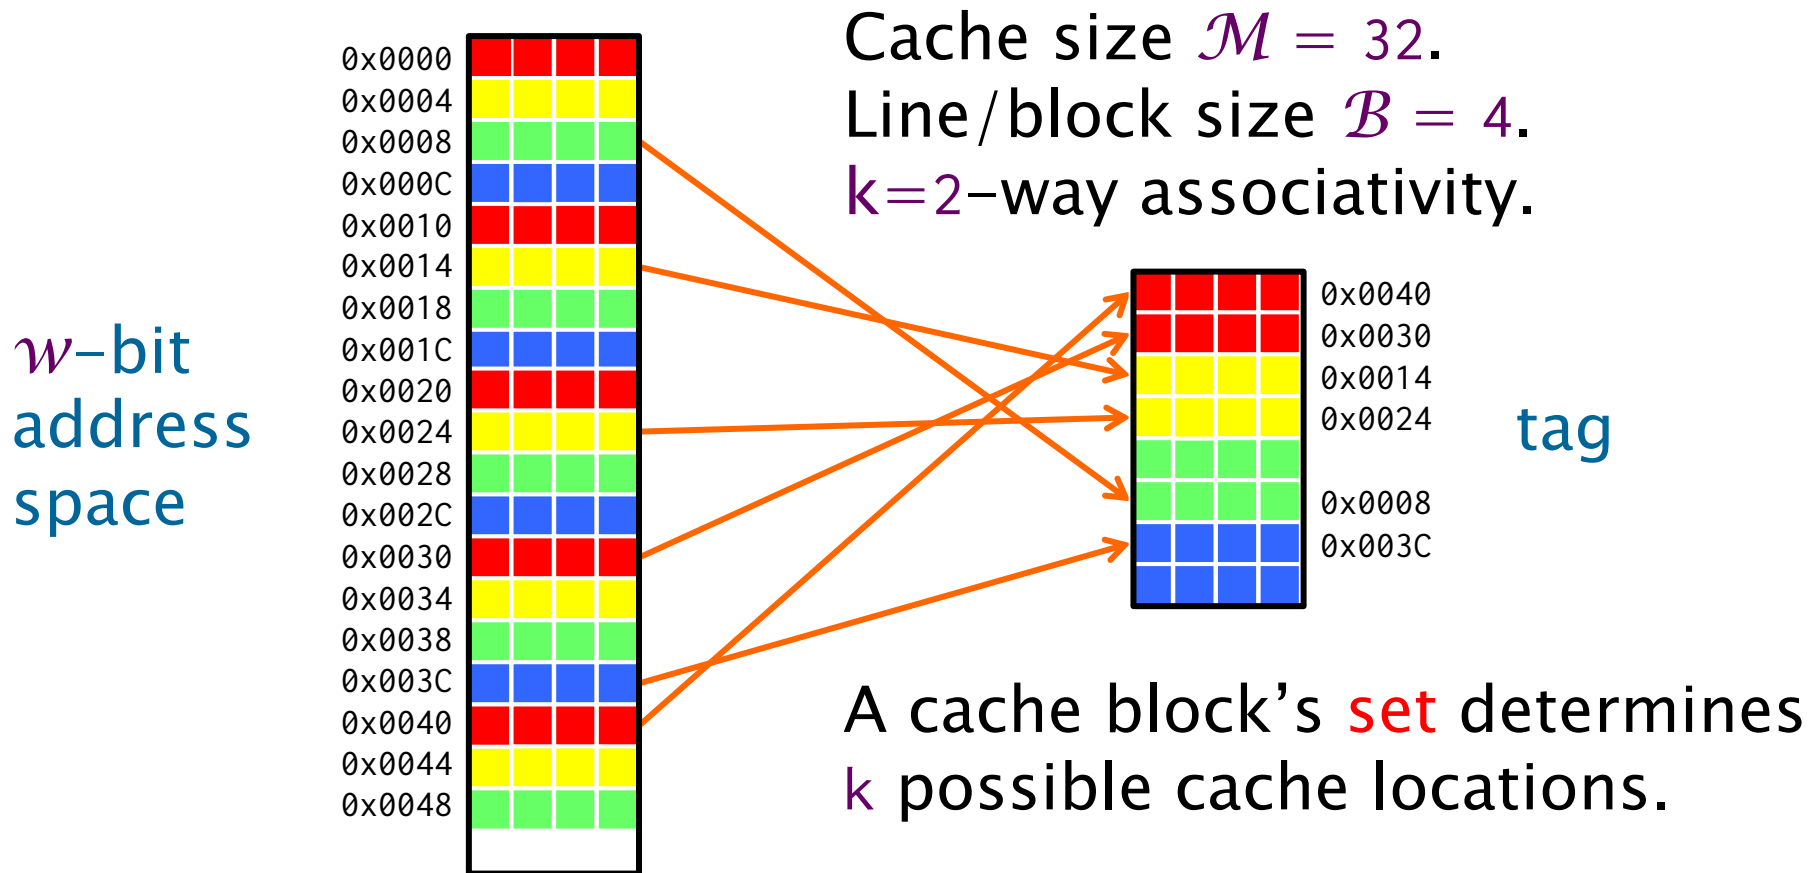 Cache size ℳ = 32.
Line/block size ℬ = 4.
k=2–way associativity.
0x0000
0x0004
0x0008
0x000C
0x0010
0x0014
0x0018
0x001C
0x0020
0x0024
0x0028
0x002C
0x0030
0x0034
0x0038
0x003C
0x0040
0x0044
0x0048
𝓌–bit
address
space
0x0040
0x0030
0x0014
0x0024
0x0008
0x003C
tag
A cache block’s set determines
k possible cache locations.